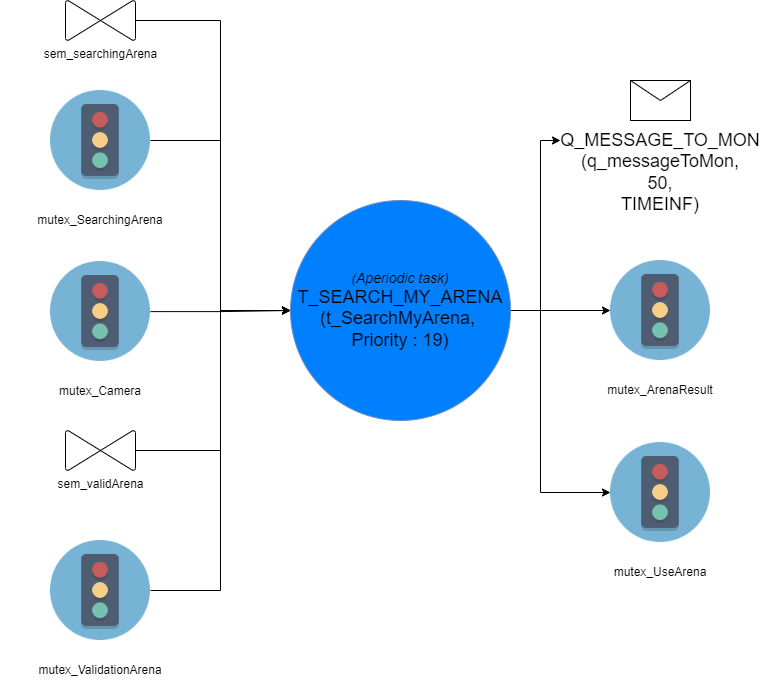 sem_searchingArena
mutex_SearchingArena
mutex_Camera
sem_validArena
mutex_ValidationArena
(Aperiodic task)
T_SEARCH_MY_ARENA
(t_SearchMyArena,
Priority : 19)
Q_MESSAGE_TO_MON
(q_messageToMon,
50,
TIMEINF)
mutex_ArenaResult
mutex_UseArena